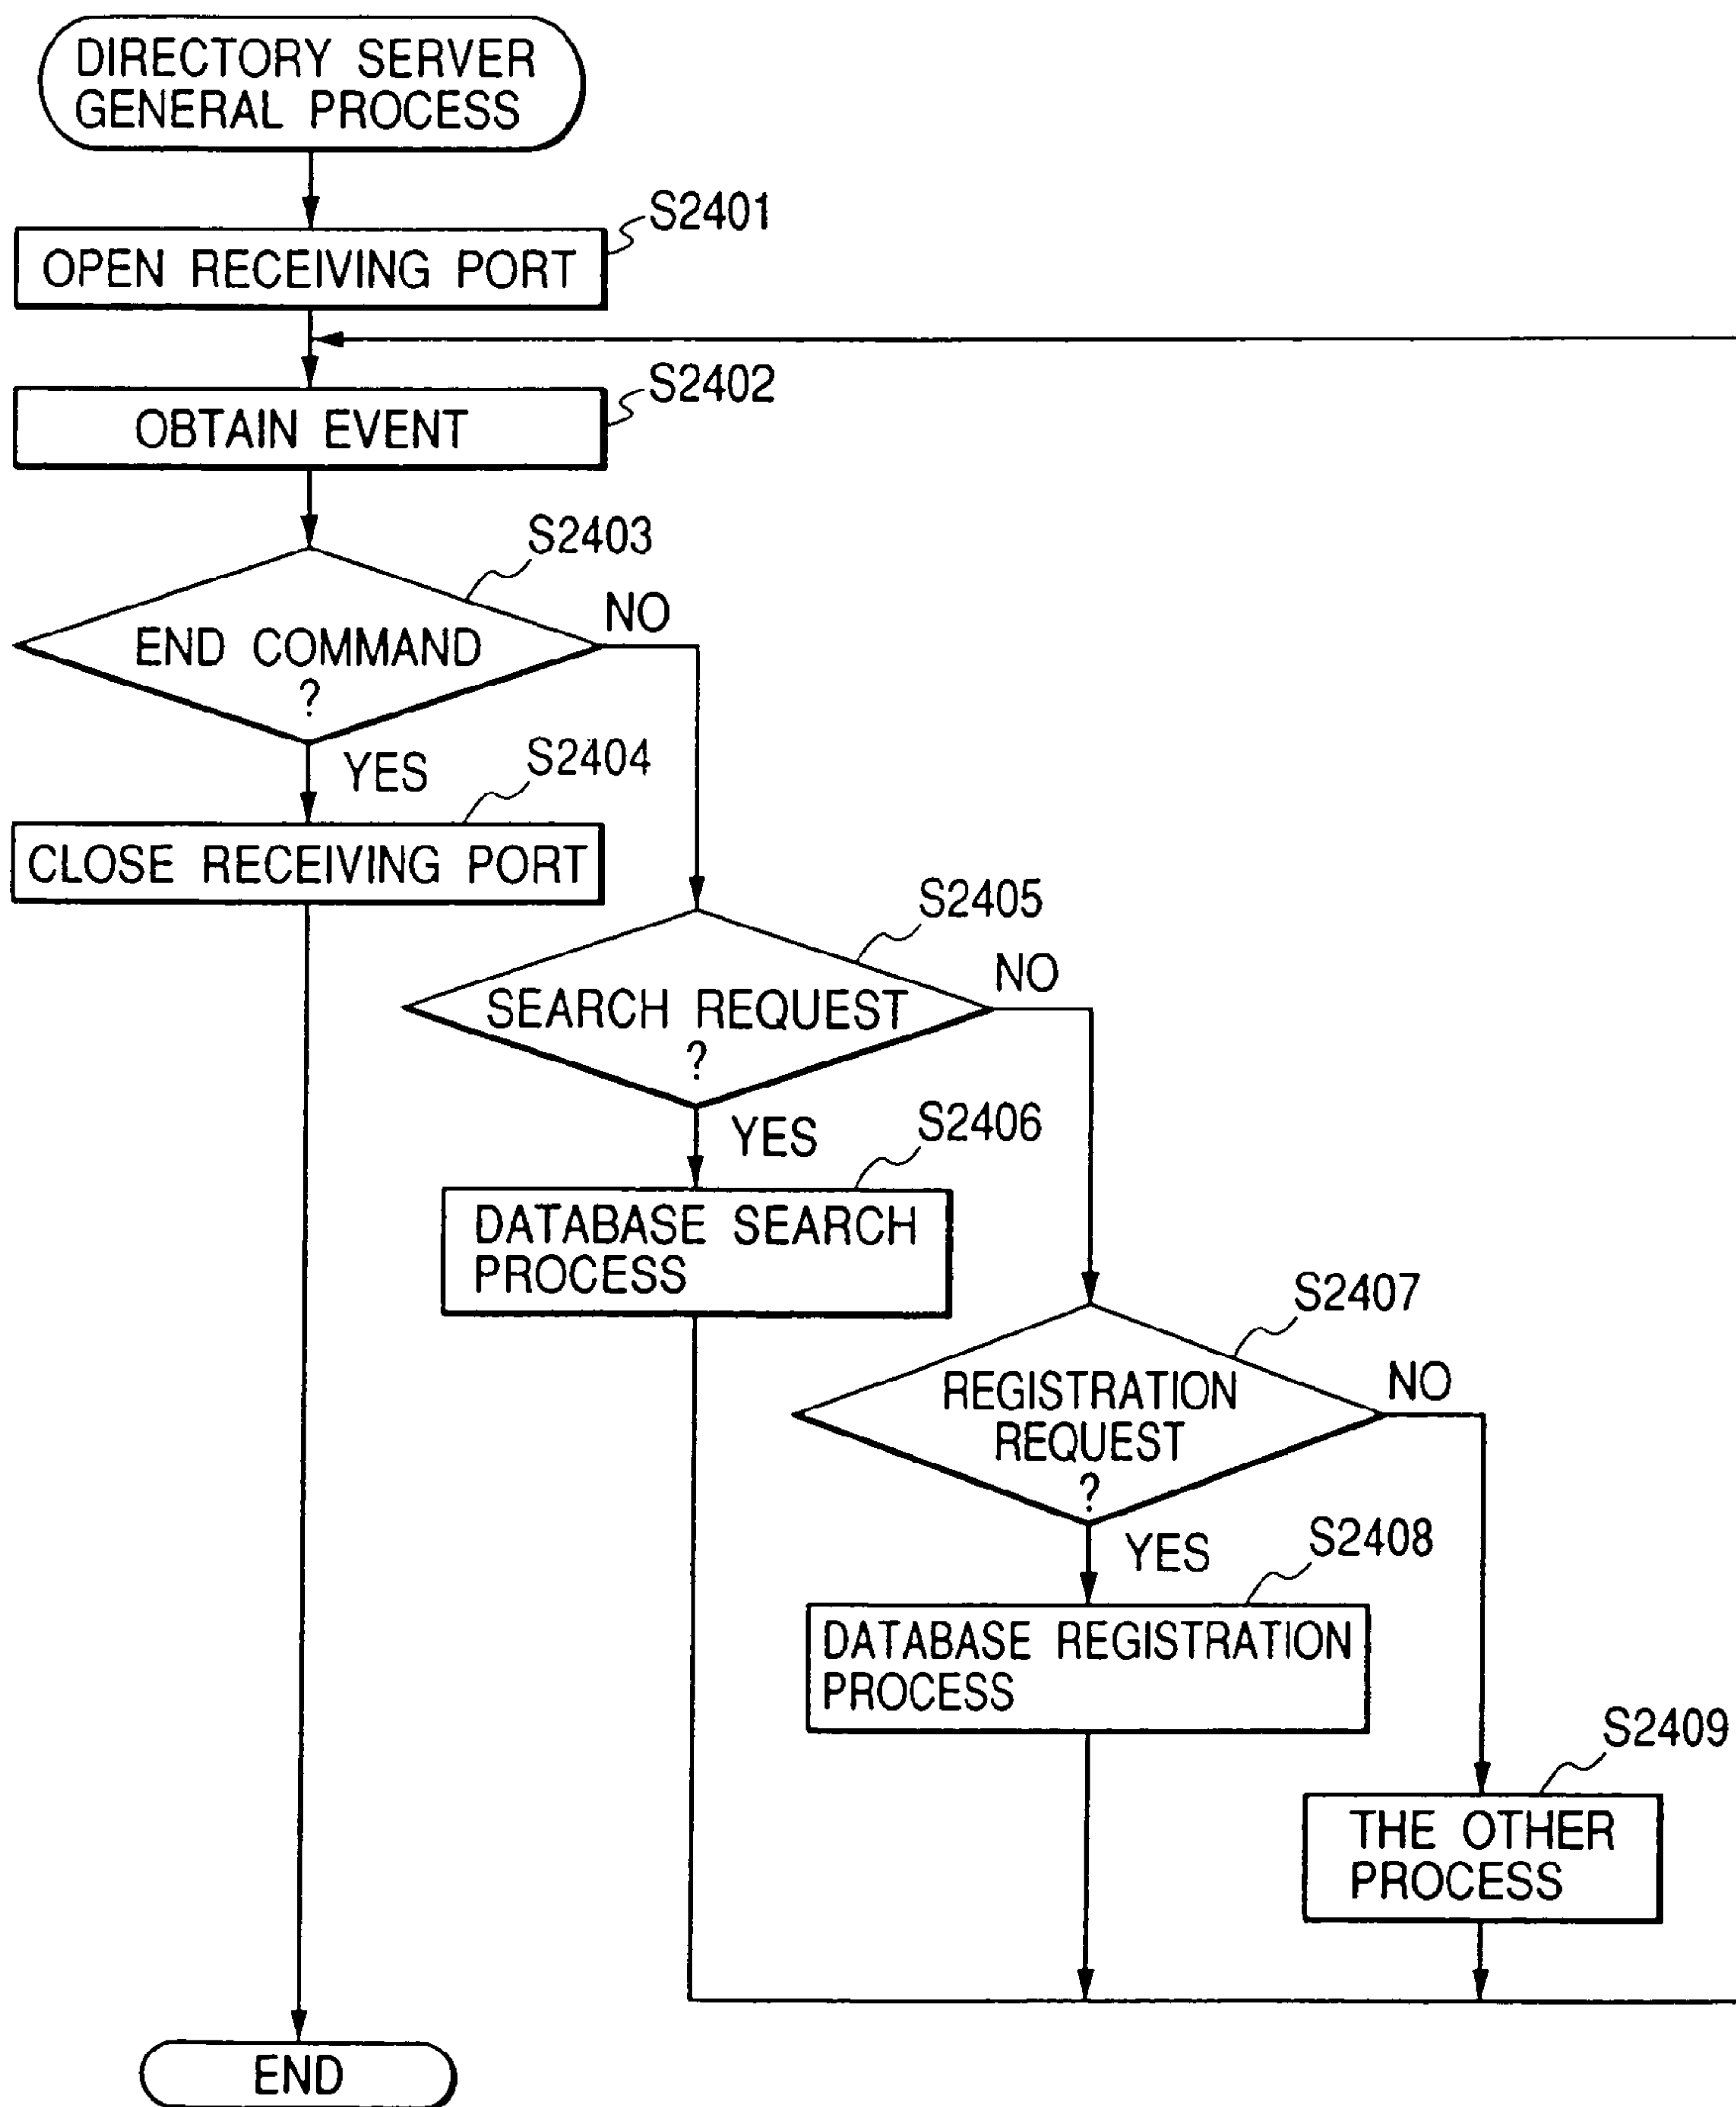 DIRECTORY SERVER
GENERAL PROCESS
S2401
OPEN RECEIVING PORT
S2402
OBTAIN EVENT
S2403
END COMMAND
?
NO
YES
S2404
CLOSE RECEIVING PORT
S2405
SEARCH REQUEST
?
NO
YES
S2406
DATABASE SEARCH
PROCESS
S2407
REGISTRATION
REQUEST
?
NO
YES
S2408
DATABASE REGISTRATION
PROCESS
S2409
THE OTHER
PROCESS
END